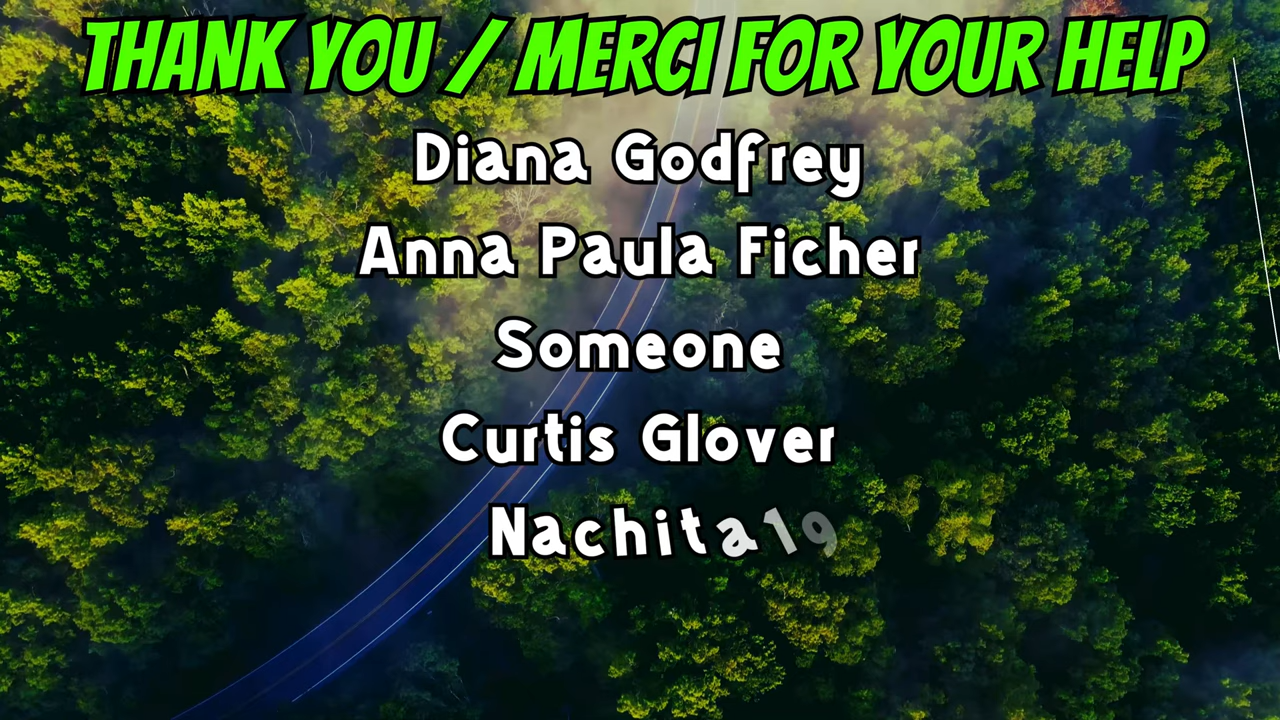 THANK YOU / MERCI FOR YOUR HELP
Diana Godfrey
Anna Paula Ficher
Someone
Curtis Glover
Nachita19